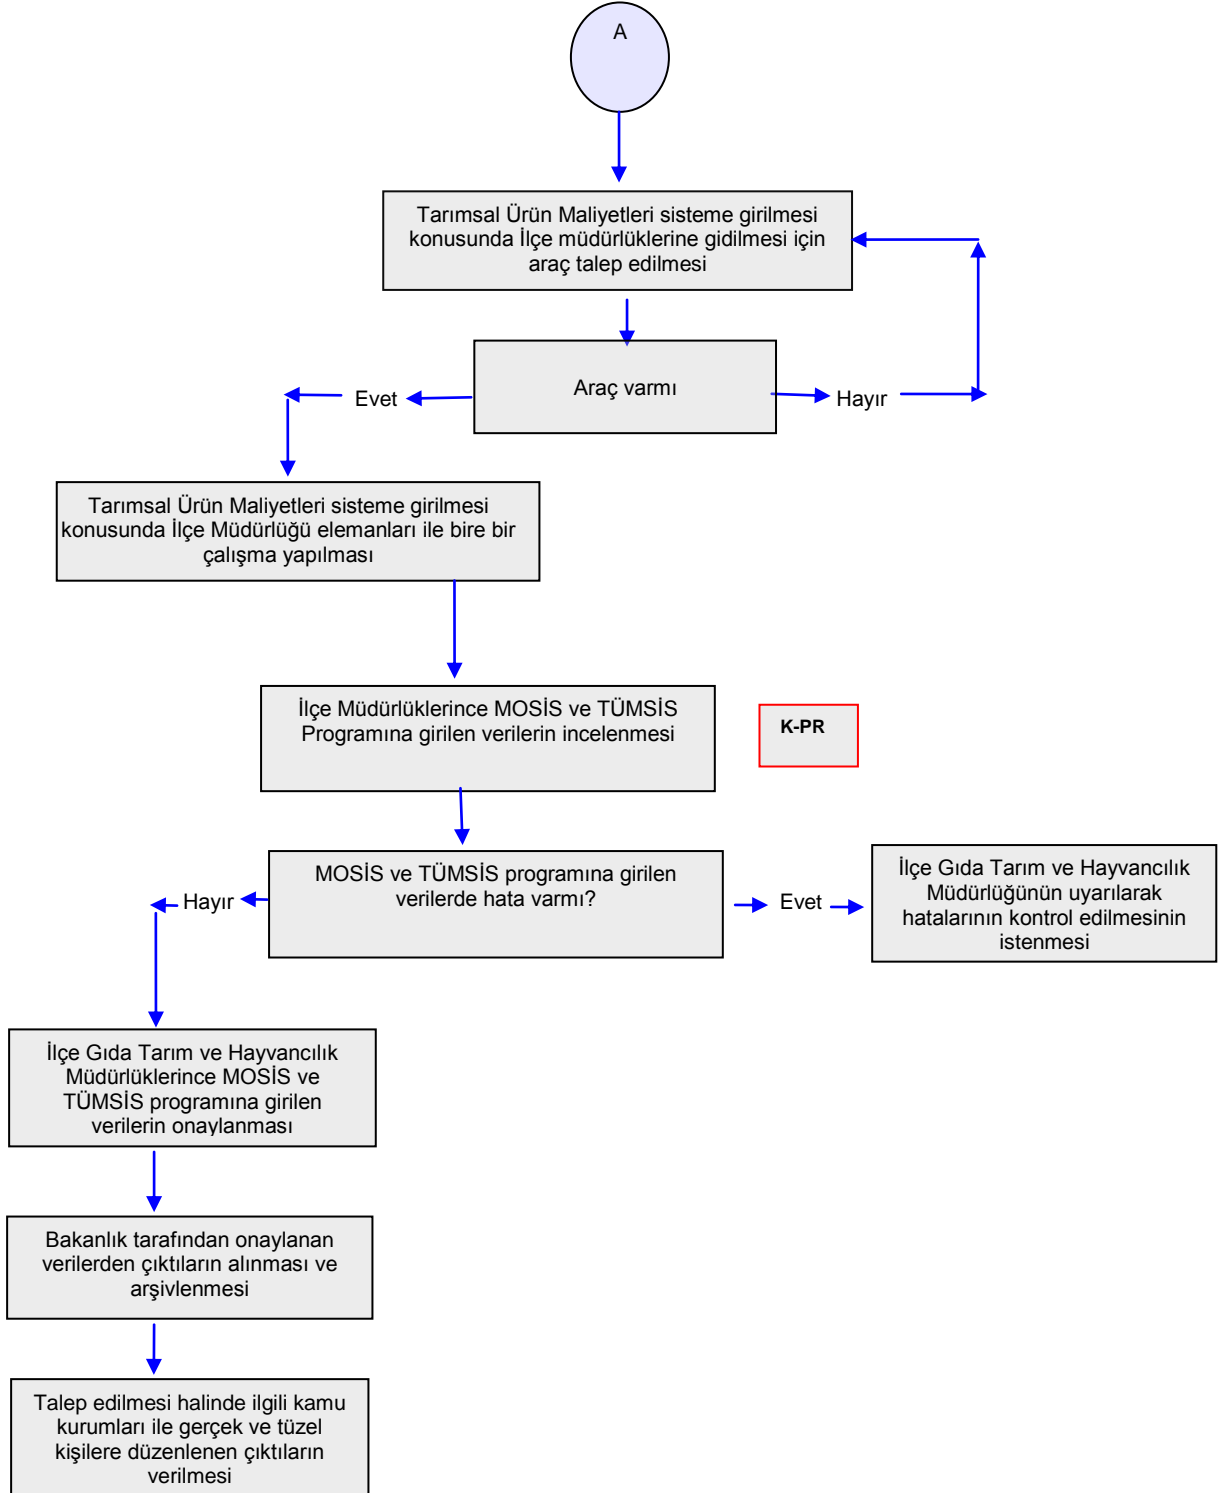 A
Tarımsal Ürün Maliyetleri sisteme girilmesi
konusunda İlçe müdürlüklerine gidilmesi için
araç talep edilmesi
Araç varmı
Evet
Hayır
Tarımsal Ürün Maliyetleri sisteme girilmesi
konusunda İlçe Müdürlüğü elemanları ile bire bir
çalışma yapılması
İlçe Müdürlüklerince MOSİS ve TÜMSİS
Programına girilen verilerin incelenmesi
K-PR
MOSİS ve TÜMSİS programına girilen
verilerde hata varmı?
Hayır
Evet
İlçe Gıda Tarım ve Hayvancılık
Müdürlüğünün uyarılarak
hatalarının kontrol edilmesinin
istenmesi
İlçe Gıda Tarım ve Hayvancılık
Müdürlüklerince MOSİS ve
TÜMSİS programına girilen
verilerin onaylanması
Bakanlık tarafından onaylanan
verilerden çıktıların alınması ve
arşivlenmesi
Talep edilmesi halinde ilgili kamu
kurumları ile gerçek ve tüzel
kişilere düzenlenen çıktıların
verilmesi